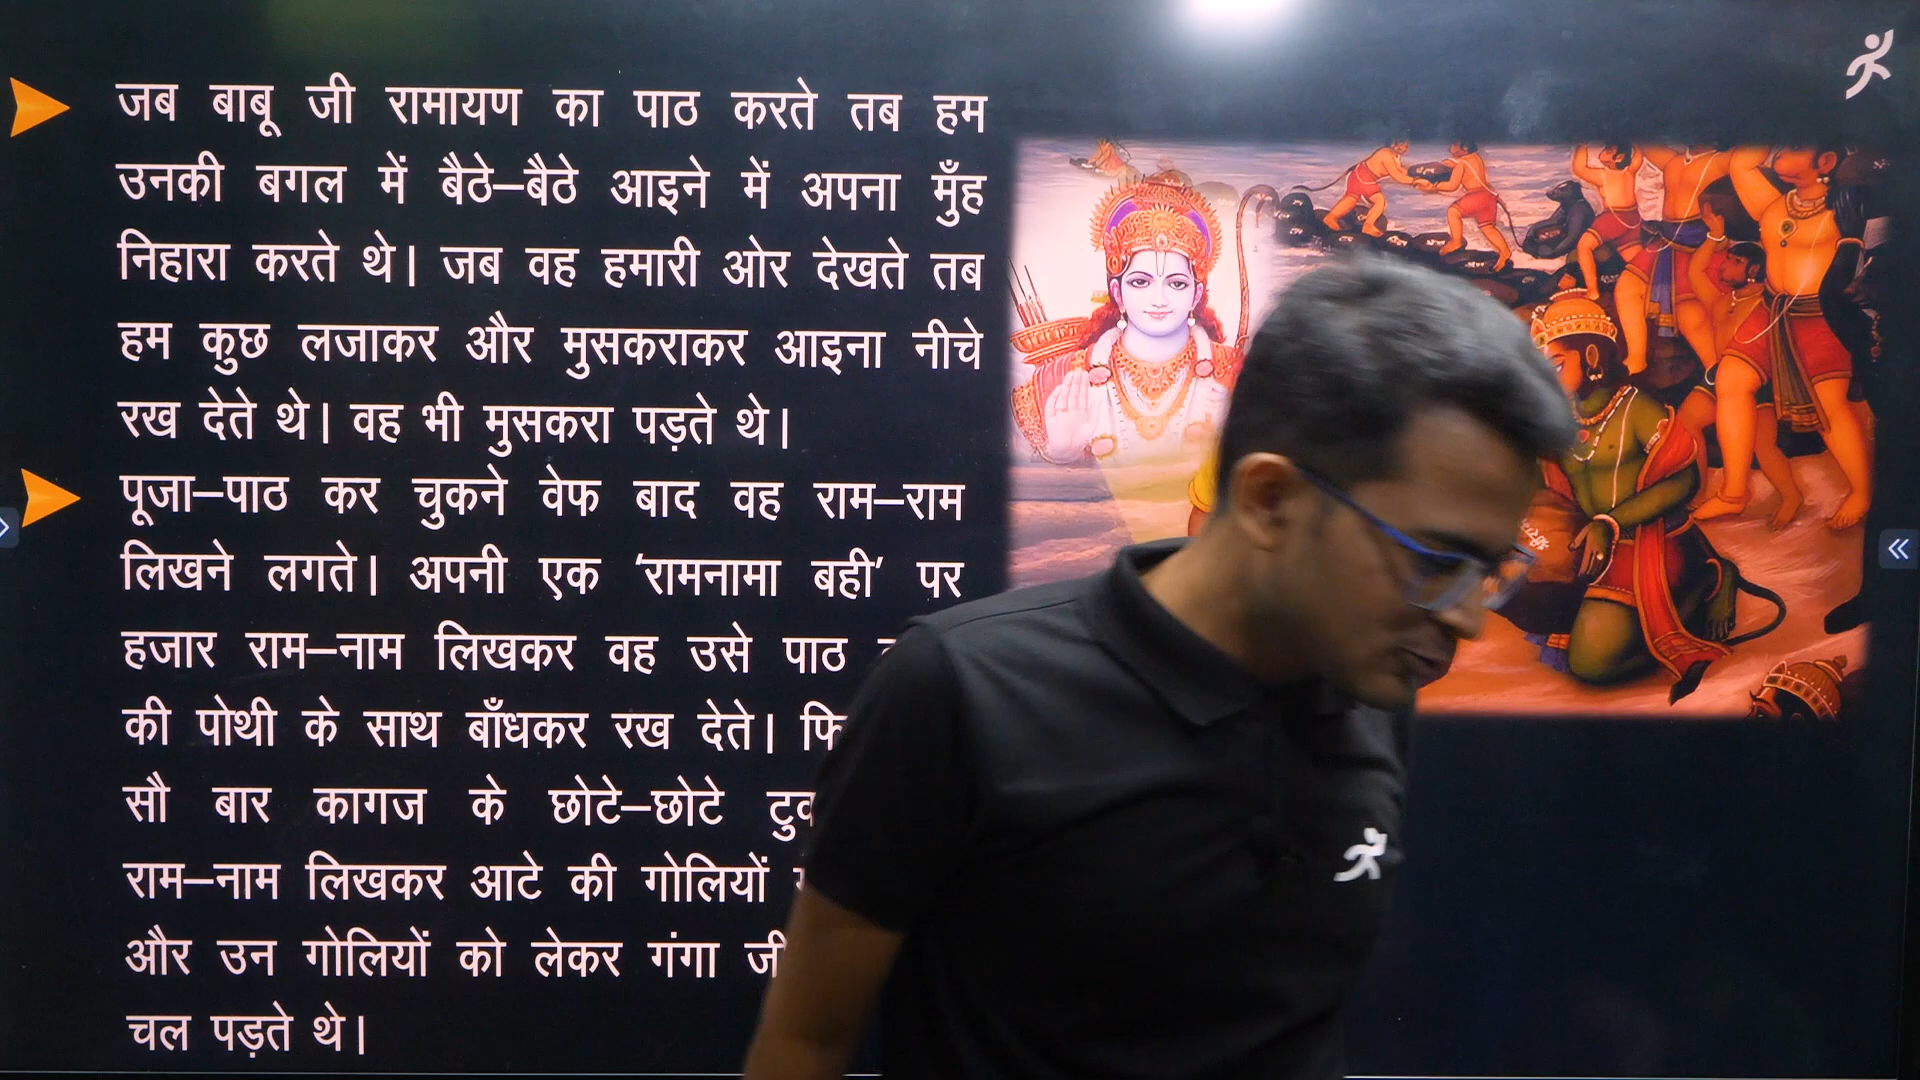 जब बाबू जी रामायण का पाठ करते तब हम
उनकी बगल में बैठे–बैठे आइने में अपना मुँह
निहारा करते थे। जब वह हमारी ओर देखते तब
हम कुछ लजाकर और मुसकराकर आइना नीचे
रख देते थे। वह भी मुसकरा पड़ते थे।
पूजा–पाठ कर चुकने वेफ बाद वह राम–राम
लिखने लगते। अपनी एक ‘रामनामा बही’ पर
हजार राम–नाम लिखकर वह उसे पाठ
की पोथी के साथ बाँधकर रख देते।
सौ बार कागज के छोटे–छोटे
राम–नाम लिखकर आटे की गोलियों
और उन गोलियों को लेकर गंगा जी
चल पड़ते थे।